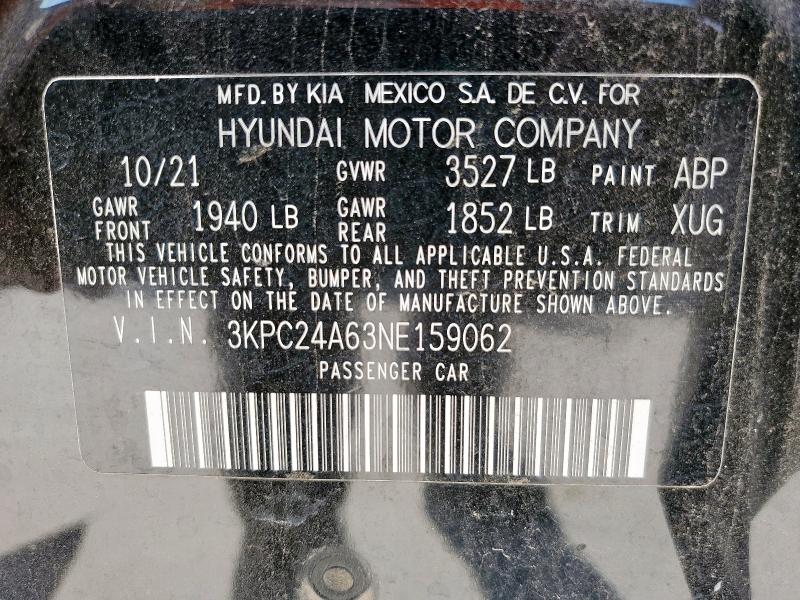 MFD. BY KIA MEXICO S.A. DE C.V. FOR
HYUNDAI MOTOR COMPANY
10/21 GVWR 3527 LB PAINT ABP
GAWR FRONT 1940 LB GAWR REAR 1852 LB TRIM XUG
THIS VEHICLE CONFORMS TO ALL APPLICABLE U.S.A. FEDERAL
MOTOR VEHICLE SAFETY, BUMPER, AND THEFT PREVENTION STANDARDS
IN EFFECT ON THE DATE OF MANUFACTURE SHOWN ABOVE.
V.I.N. 3KPC24A63NE159062
PASSENGER CAR